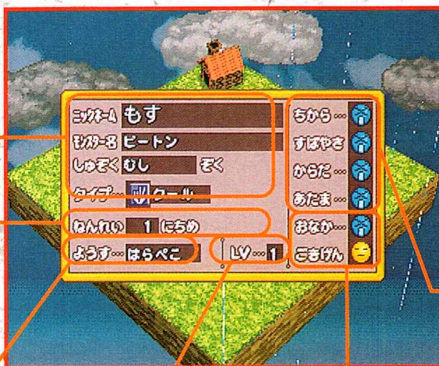 ニックネーム もす
モンスター名 ビートン
しゅぞく むし ぞく
タイプ… クール
ねんれい 1 にちめ
ようす… はらぺこ
LV… 1
ちから…
すばやさ
からだ…
あたま…
おなか…
ごきげん